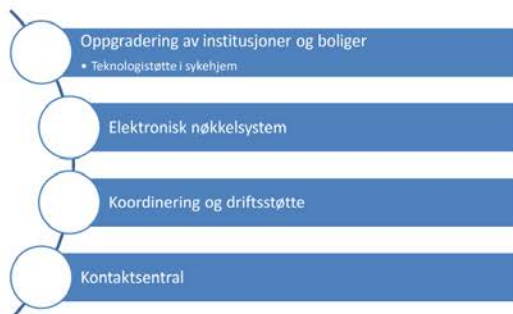 Oppgradering av institusjoner og boliger
• Teknologistøtte i sykehjem
Elektronisk nøkkelsystem
Koordinering og driftsstøtte
Kontaktsentral